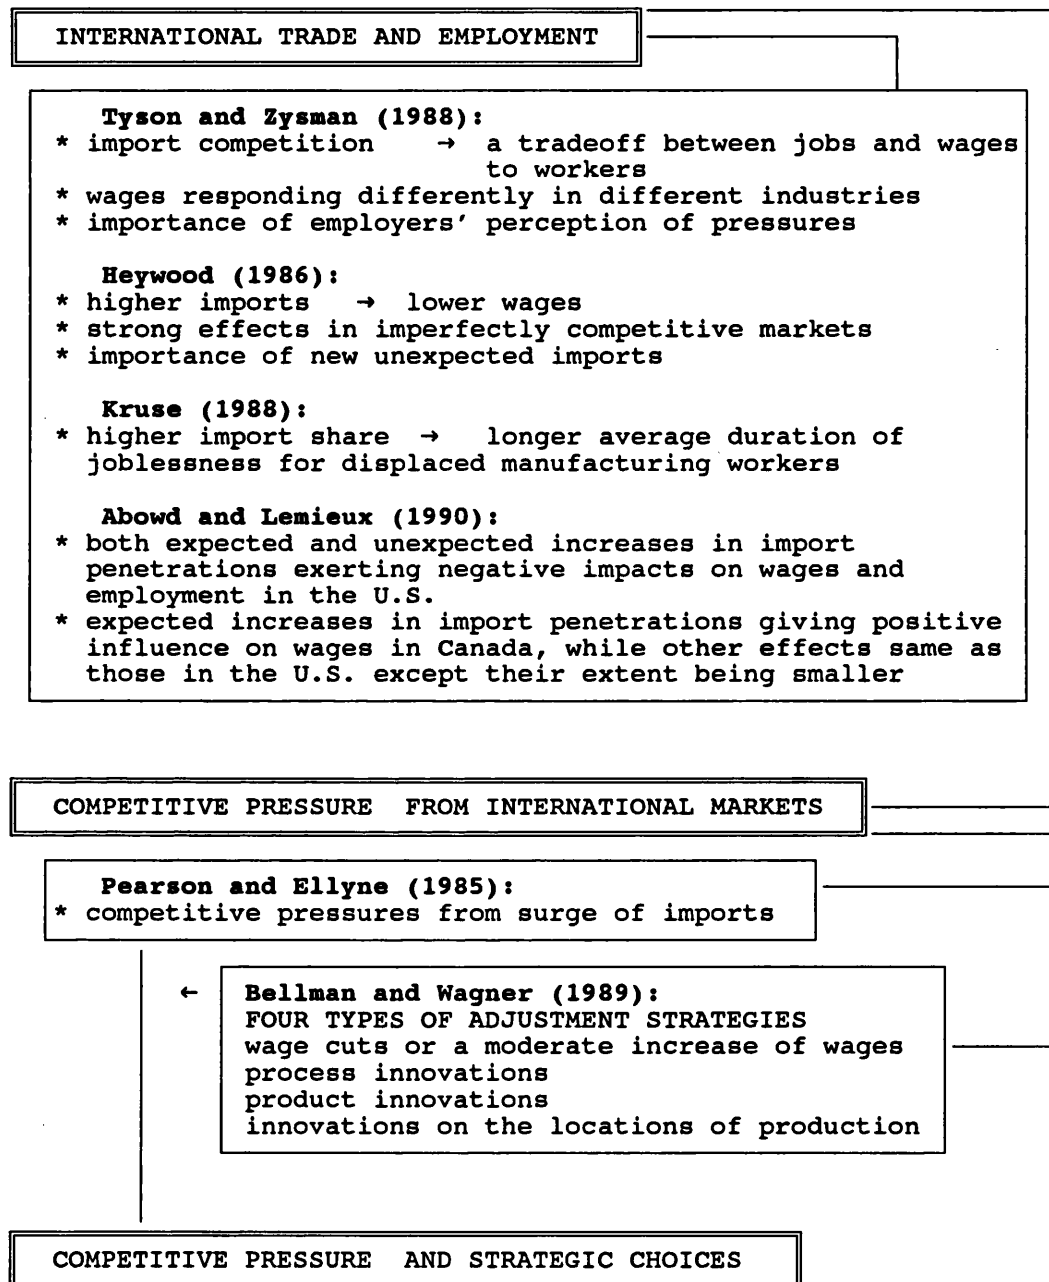 INTERNATIONAL TRADE AND EMPLOYMENT
Tyson and Zysman (1988):
* import competition → a tradeoff between jobs and wages
to workers
* wages responding differently in different industries
* importance of employers' perception of pressures
Heywood (1986):
* higher imports → lower wages
* strong effects in imperfectly competitive markets
* importance of new unexpected imports
Kruse (1988):
* higher import share → longer average duration of
joblessness for displaced manufacturing workers
Abowd and Lemieux (1990):
* both expected and unexpected increases in import
penetrations exerting negative impacts on wages and
employment in the U.S.
* expected increases in import penetrations giving positive
influence on wages in Canada, while other effects same as
those in the U.S. except their extent being smaller
COMPETITIVE PRESSURE FROM INTERNATIONAL MARKETS
Pearson and Ellyne (1985):
* competitive pressures from surge of imports
← Bellman and Wagner (1989):
FOUR TYPES OF ADJUSTMENT STRATEGIES
wage cuts or a moderate increase of wages
process innovations
product innovations
innovations on the locations of production
COMPETITIVE PRESSURE AND STRATEGIC CHOICES